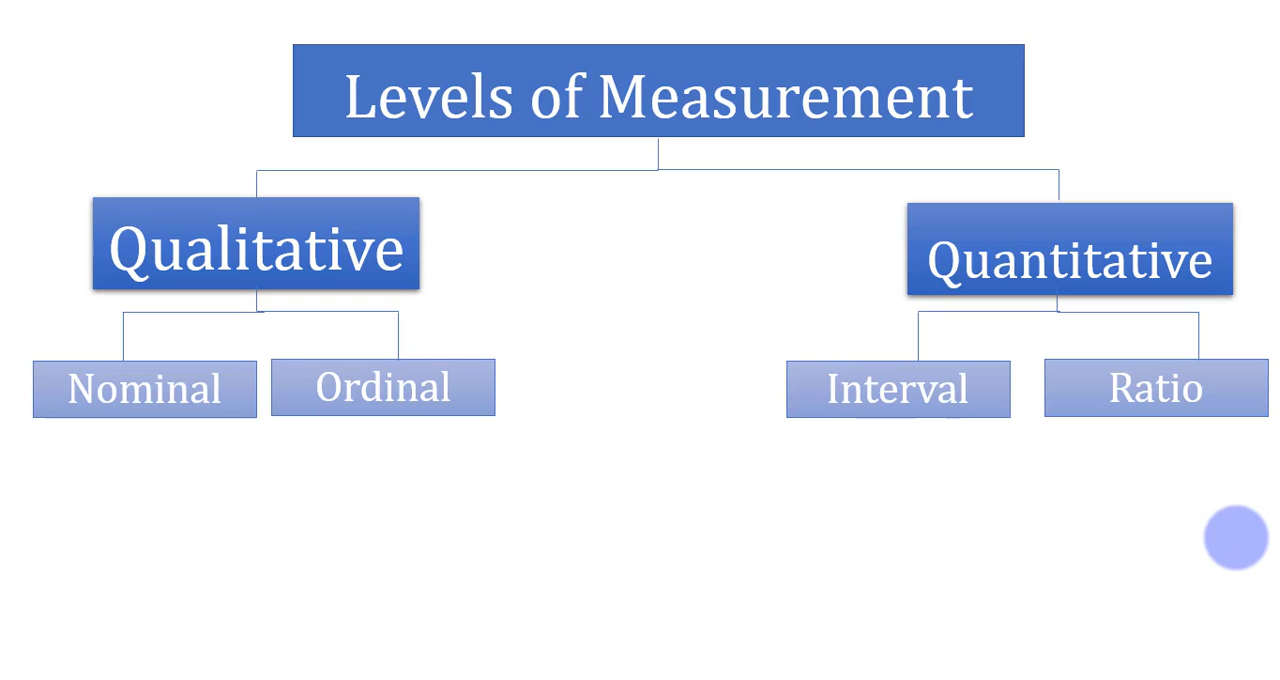 Levels of Measurement
Qualitative
Quantitative
Nominal
Ordinal
Interval
Ratio